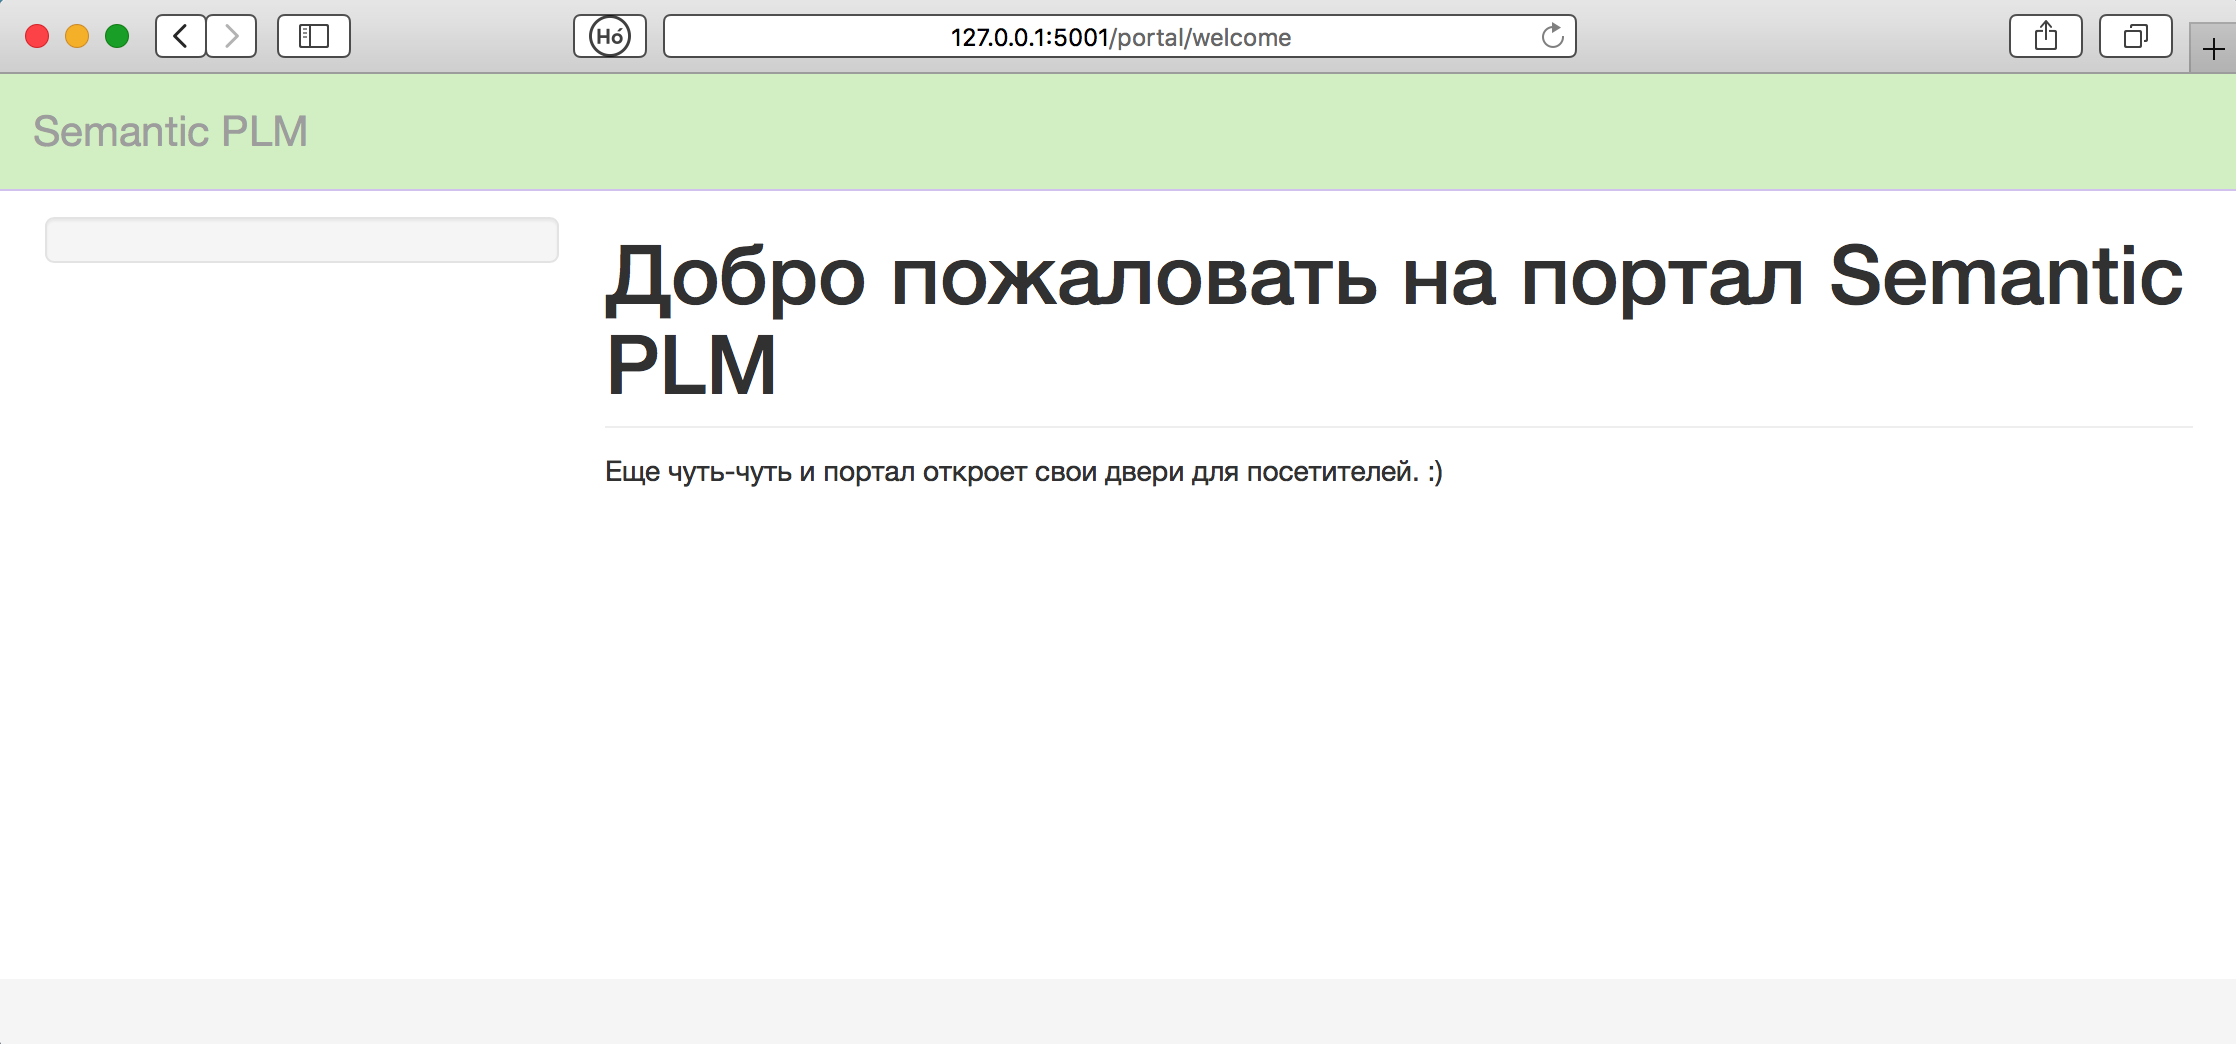 Hó
127.0.0.1:5001/portal/welcome
Semantic PLM
Добро пожаловать на портал Semantic
PLM
Еще чуть-чуть и портал откроет свои двери для посетителей. :)